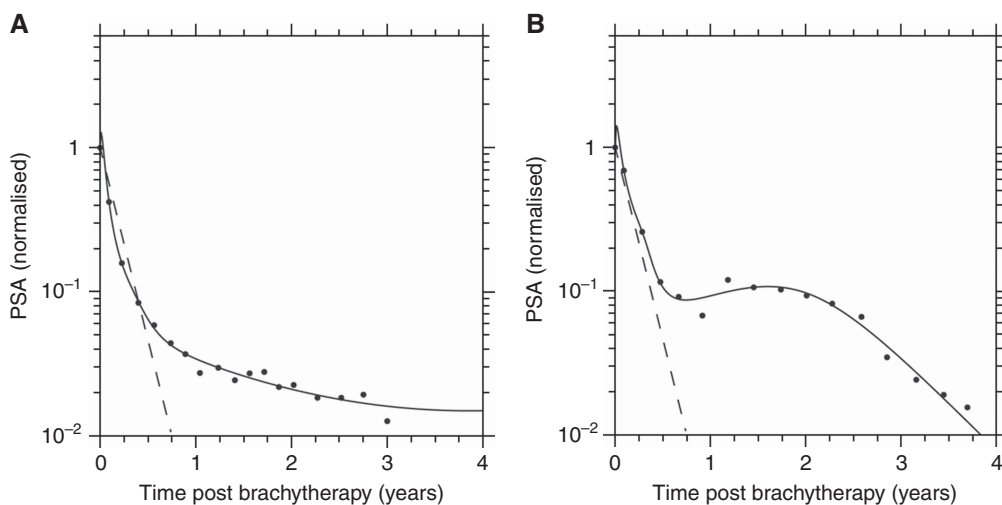 A
B
PSA (normalised)
1
10⁻¹
10⁻²
0 1 2 3 4
Time post brachytherapy (years)
PSA (normalised)
1
10⁻¹
10⁻²
0 1 2 3 4
Time post brachytherapy (years)